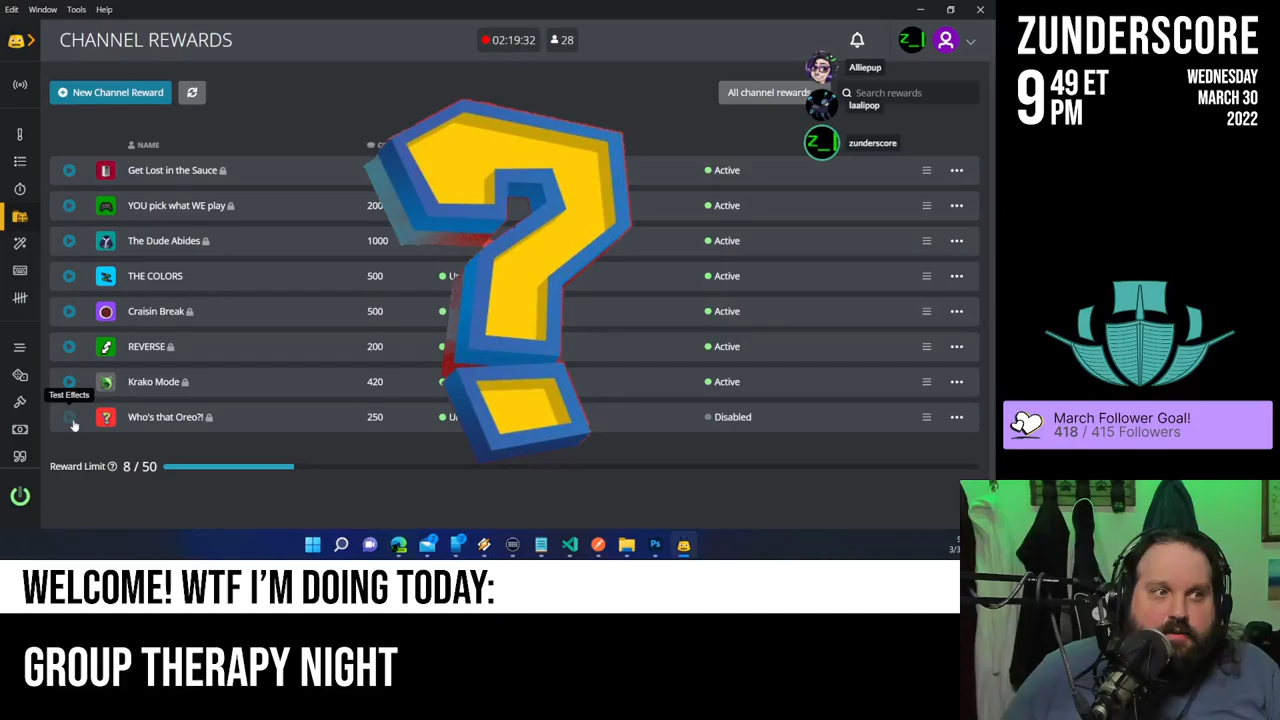 Edit Window Tools Help
CHANNEL REWARDS
02:19:32
28
New Channel Reward
All channel rewards
Search rewards
Alliepup
laalipop
zunderscore
NAME
Get Lost in the Sauce
Active
YOU pick what WE play
200
Active
The Dude Abides
1000
Active
THE COLORS
500
Active
Craisin Break
500
Active
REVERSE
200
Active
Krako Mode
420
Active
Test Effects
Who's that Oreo?!
250
Disabled
Reward Limit
8 / 50
WELCOME! WTF I'M DOING TODAY:
GROUP THERAPY NIGHT
ZUNDERSCORE
9 49 ET
PM
WEDNESDAY
MARCH 30
2022
March Follower Goal!
418 / 415 Followers